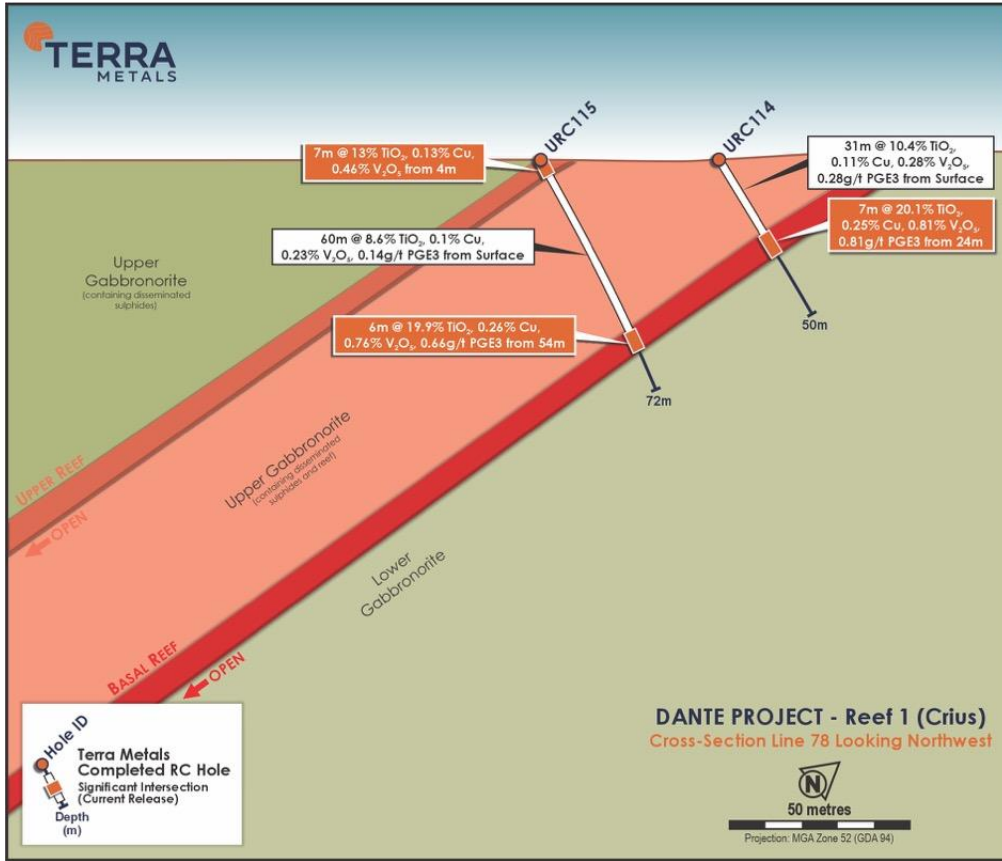 TERRA
METALS
URC115
URC114
7m @ 13% TiO₂, 0.13% Cu,
0.46% V₂O₅ from 4m
31m @ 10.4% TiO₂,
0.11% Cu, 0.28% V₂O₅,
0.28g/t PGE3 from Surface
7m @ 20.1% TiO₂,
0.25% Cu, 0.81% V₂O₅,
0.81g/t PGE3 from 24m
60m @ 8.6% TiO₂, 0.1% Cu,
0.23% V₂O₅, 0.14g/t PGE3 from Surface
Upper
Gabbronorite
(containing disseminated
sulphides)
50m
6m @ 19.9% TiO₂, 0.26% Cu,
0.76% V₂O₅, 0.66g/t PGE3 from 54m
72m
UPPER REEF
OPEN
Upper Gabbronorite
(containing disseminated
sulphides and reef)
Lower
Gabbronorite
BASAL REEF
OPEN
Hole ID
Terra Metals
Completed RC Hole
Significant Intersection
(Current Release)
Depth
(m)
DANTE PROJECT - Reef 1 (Crius)
Cross-Section Line 78 Looking Northwest
N
50 metres
Projection: MGA Zone 52 (GDA 94)